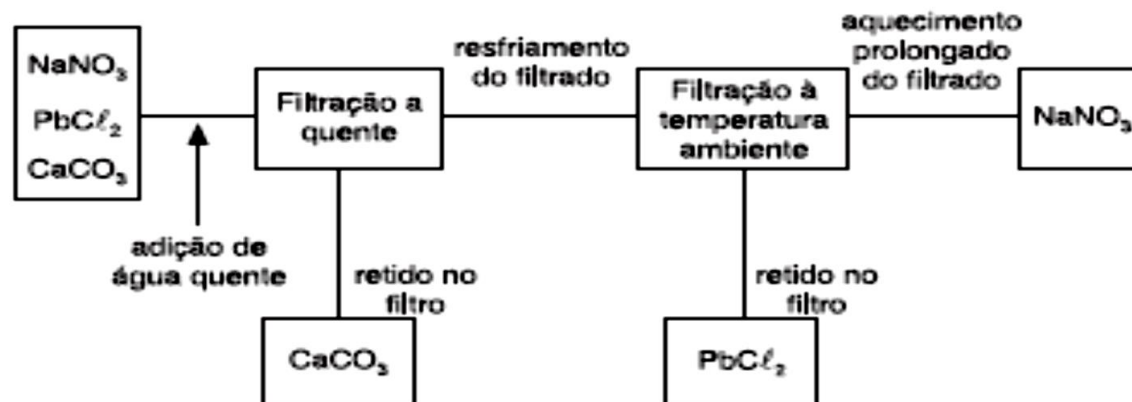 NaNO₃
PbCℓ₂
CaCO₃
adição de
água quente
Filtração a
quente
retido no
filtro
CaCO₃
resfriamento
do filtrado
Filtração à
temperatura
ambiente
retido no
filtro
PbCℓ₂
aquecimento
prolongado
do filtrado
NaNO₃